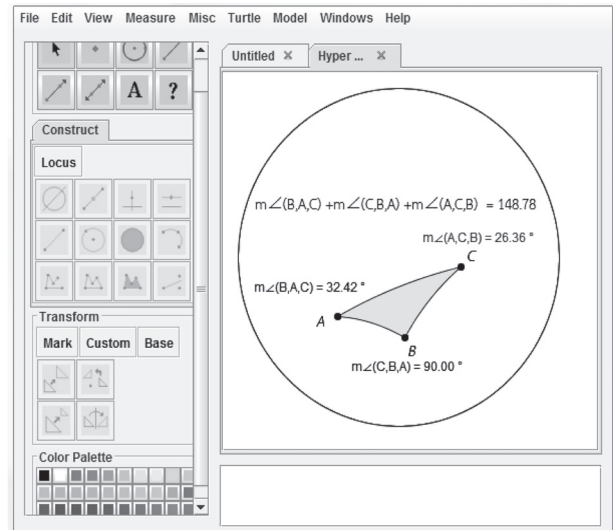 File Edit View Measure Misc Turtle Model Windows Help
Untitled ×
Hyper ... ×
A ?
Construct
Locus
Transform
Mark Custom Base
Color Palette
m∠(B,A,C) +m∠(C,B,A) +m∠(A,C,B) = 148.78
m∠(A,C,B) = 26.36 °
C
m∠(B,A,C) = 32.42 °
A
B
m∠(C,B,A) = 90.00 °